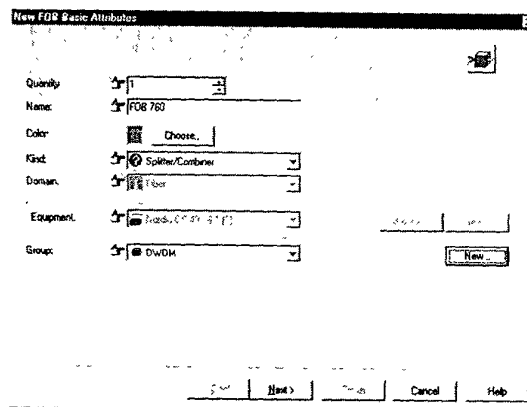 New FOB Basic Attributes
Quantity 1
Name: FOB 760
Color Choose..
Kind: Splitter/Combiner
Domain. Fiber
Equipment.
Group: DWDM New ..
Next > Cancel Help